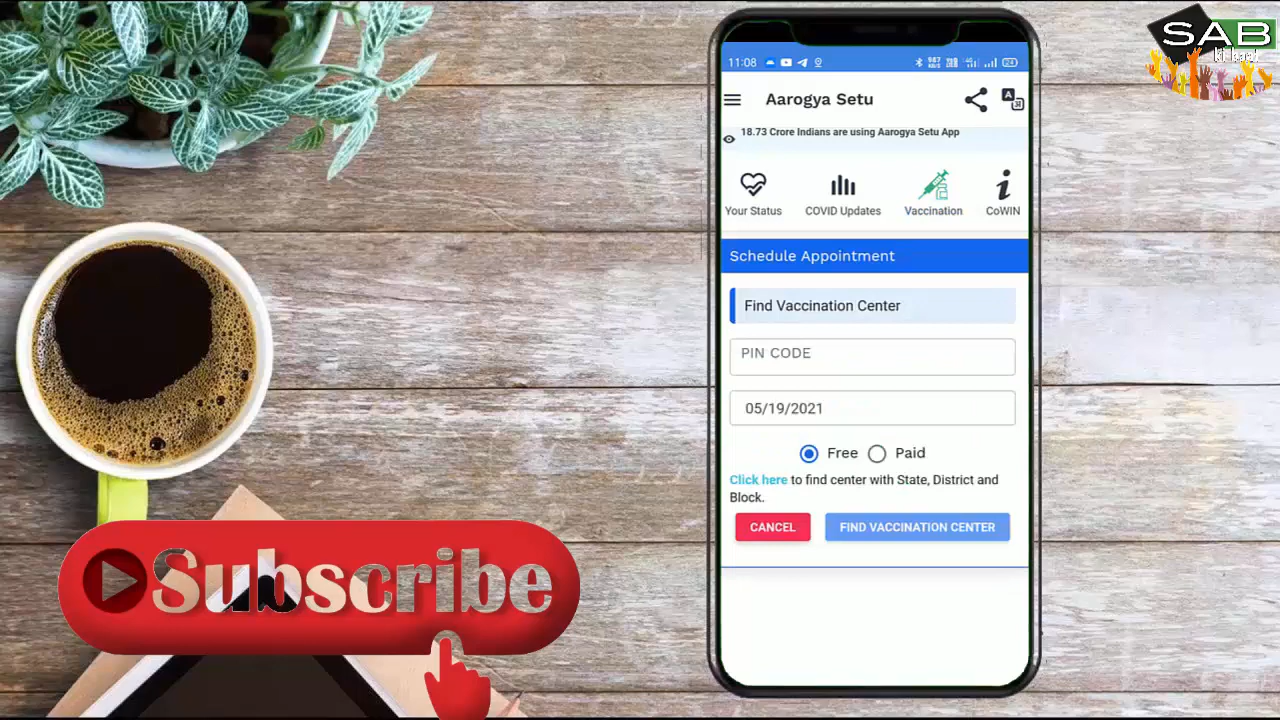 SAB
ki baat
11:08
Aarogya Setu
18.73 Crore Indians are using Aarogya Setu App
Your Status
COVID Updates
Vaccination
CoWIN
Schedule Appointment
Find Vaccination Center
PIN CODE
05/19/2021
Free
Paid
Click here to find center with State, District and
Block.
CANCEL
FIND VACCINATION CENTER
Subscribe